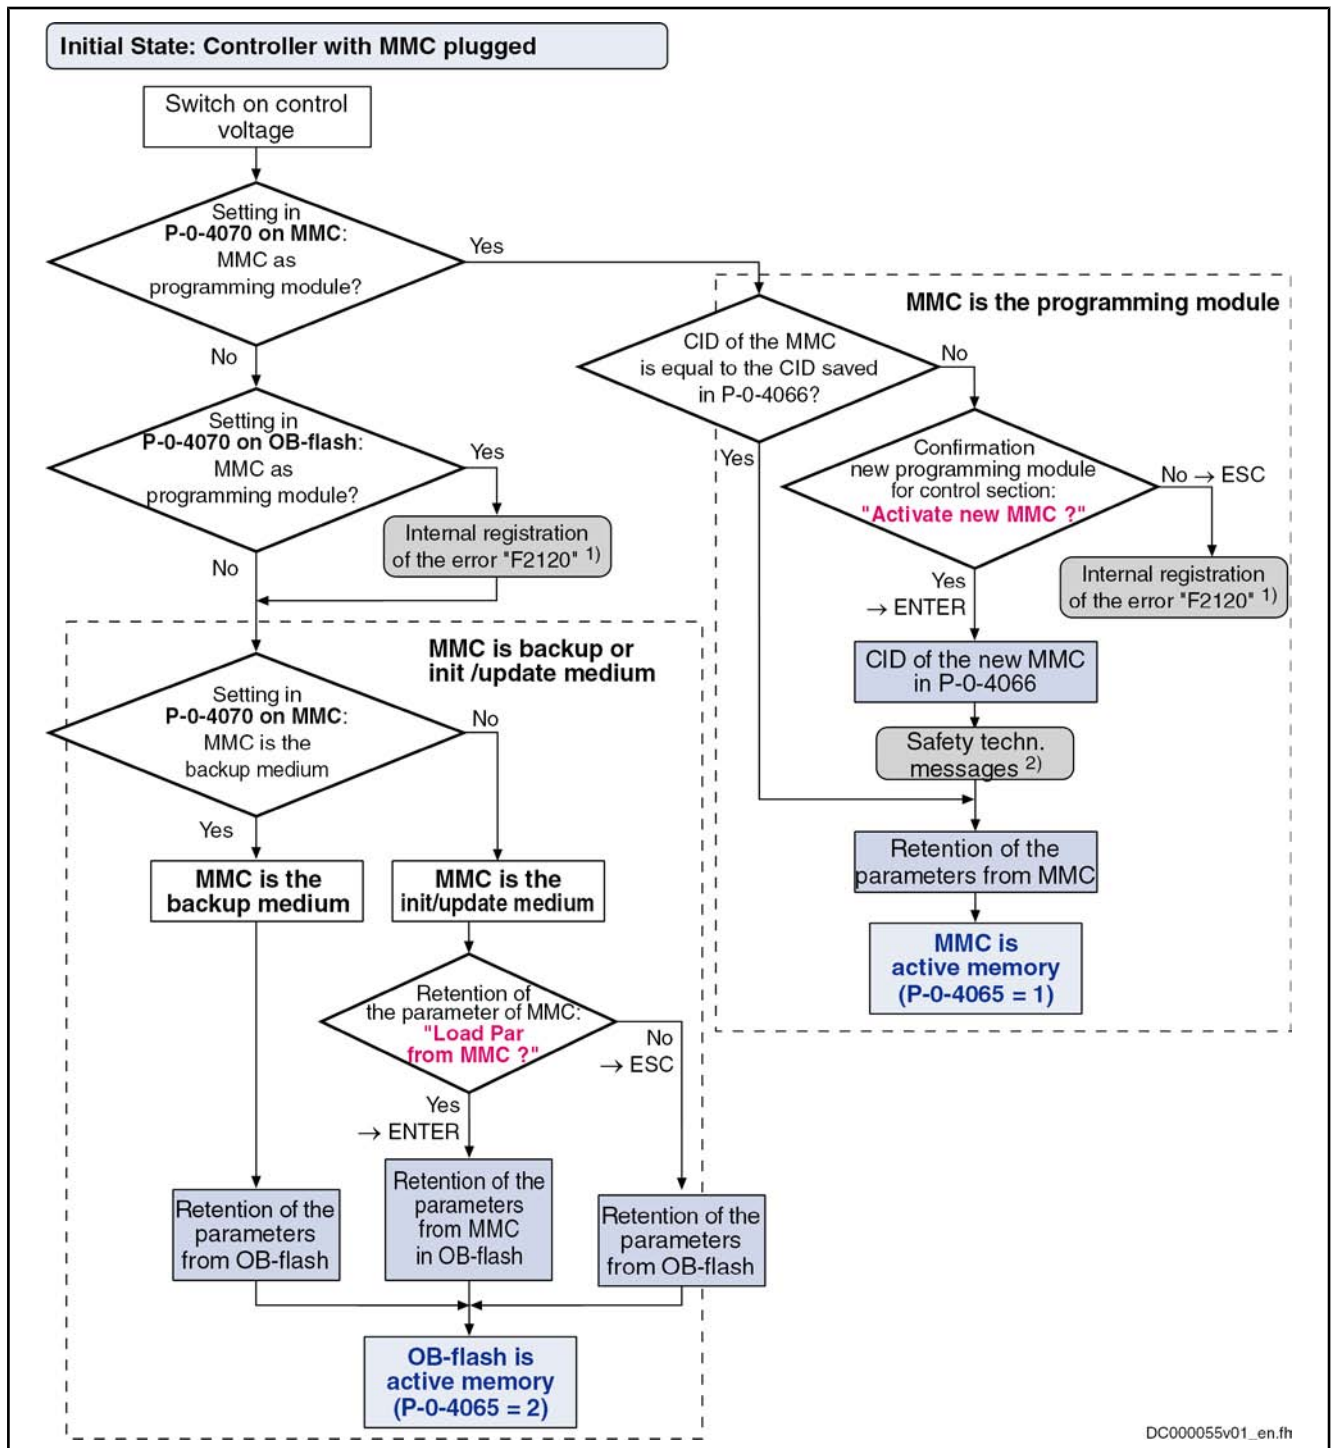 Initial State: Controller with MMC plugged
Switch on control
voltage
Setting in
P-0-4070 on MMC:
MMC as
programming module?
Yes
No
MMC is the programming module
CID of the MMC
is equal to the CID saved
in P-0-4066?
No
Yes
Setting in
P-0-4070 on OB-flash:
MMC as
programming module?
Yes
No
Internal registration
of the error "F2120" 1)
Confirmation
new programming module
for control section:
"Activate new MMC ?"
No → ESC
Yes
→ ENTER
Internal registration
of the error "F2120" 1)
CID of the new MMC
in P-0-4066
Safety techn.
messages 2)
Retention of the
parameters from MMC
MMC is
active memory
(P-0-4065 = 1)
MMC is backup or
init /update medium
Setting in
P-0-4070 on MMC:
MMC is the
backup medium
No
Yes
MMC is the
backup medium
MMC is the
init/update medium
Retention of
the parameter of MMC:
"Load Par
from MMC ?"
No
→ ESC
Yes
→ ENTER
Retention of the
parameters
from OB-flash
Retention of the
parameters
from MMC
in OB-flash
Retention of the
parameters
from OB-flash
OB-flash is
active memory
(P-0-4065 = 2)
DC000055v01_en.fh